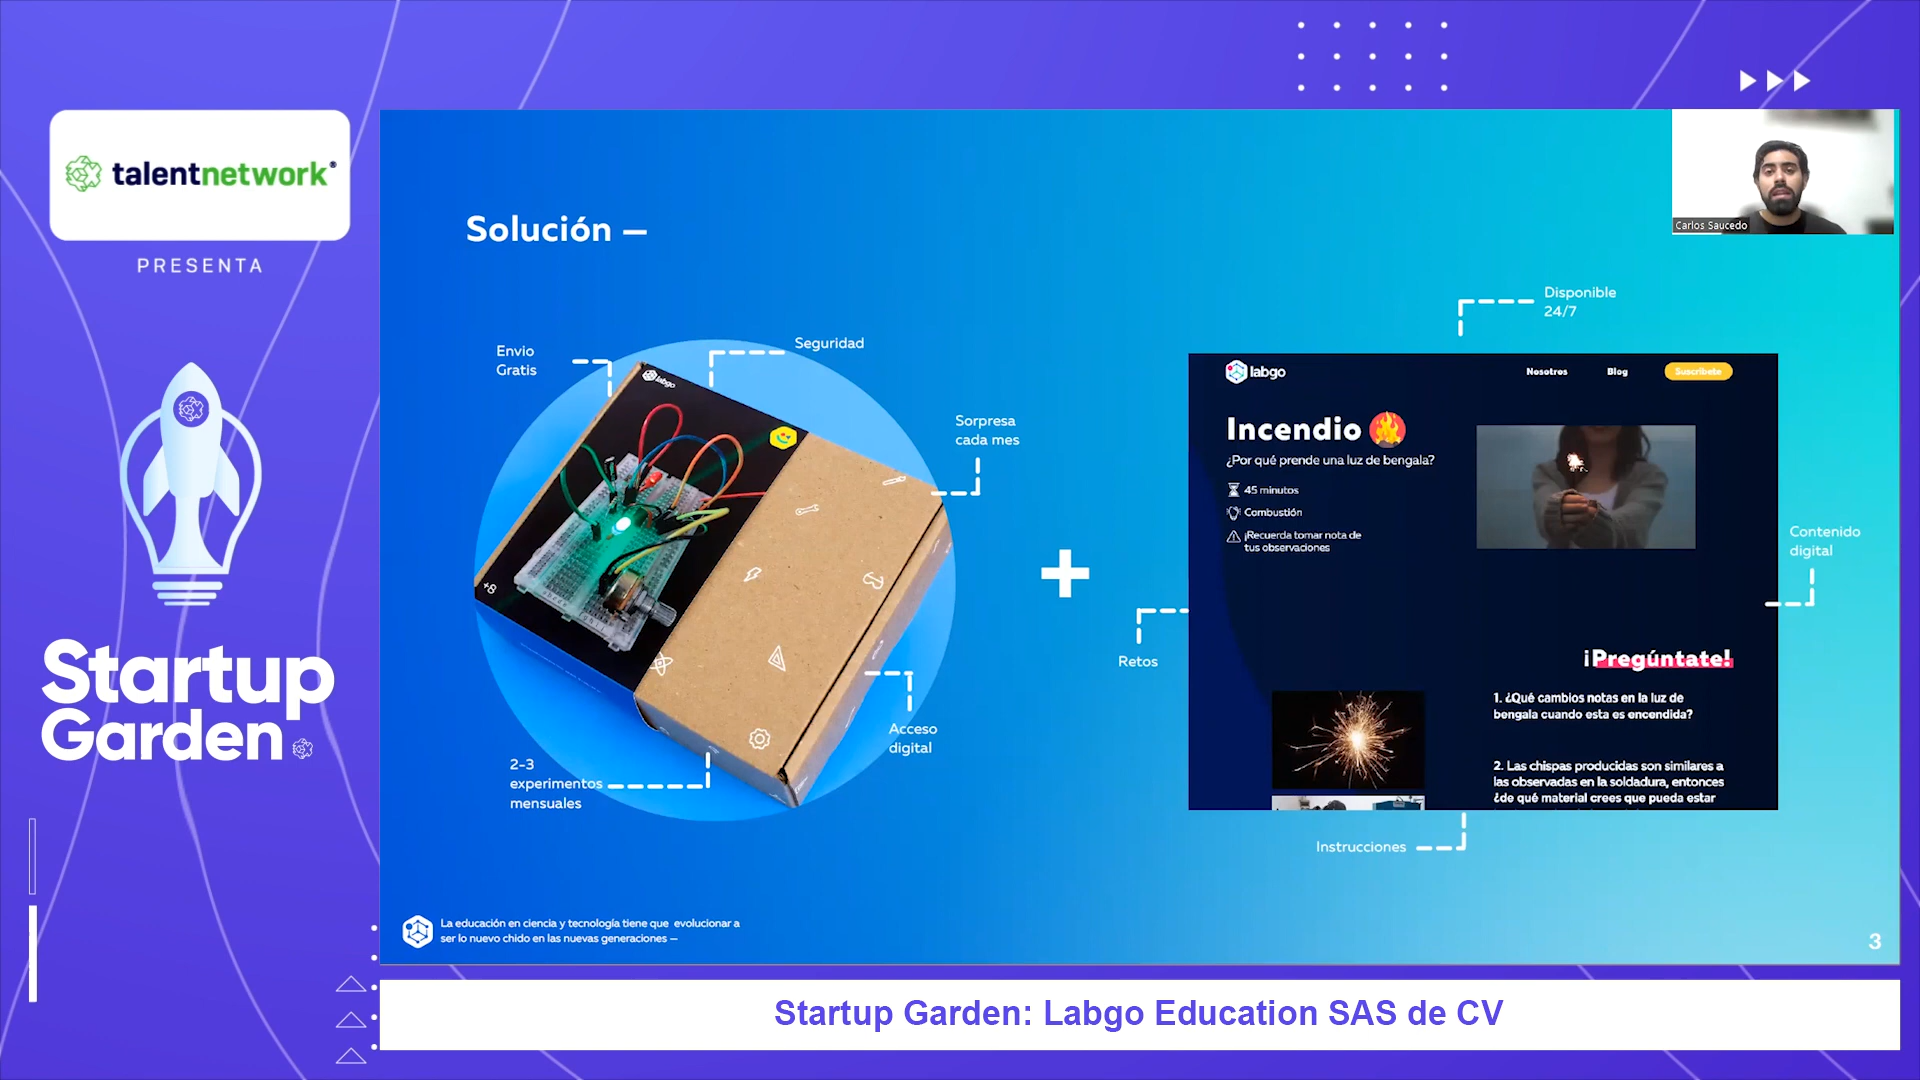 talentnetwork®
PRESENTA
Startup
Garden
Solución —
Carlos Saucedo
Envio
Gratis
Seguridad
Sorpresa
cada mes
labgo
+8
Acceso
digital
2-3
experimentos
mensuales
Disponible
24/7
labgo
Nosotros
Blog
Suscríbete
Incendio
¿Por qué prende una luz de bengala?
45 minutos
Combustión
¡Recuerda tomar nota de
tus observaciones
Contenido
digital
Retos
¡Pregúntate!
1. ¿Qué cambios notas en la luz de
bengala cuando esta es encendida?
2. Las chispas producidas son similares a
las observadas en la soldadura, entonces
¿de qué material crees que pueda estar
Instrucciones
La educación en ciencia y tecnología tiene que evolucionar a
ser lo nuevo chido en las nuevas generaciones —
3
Startup Garden: Labgo Education SAS de CV